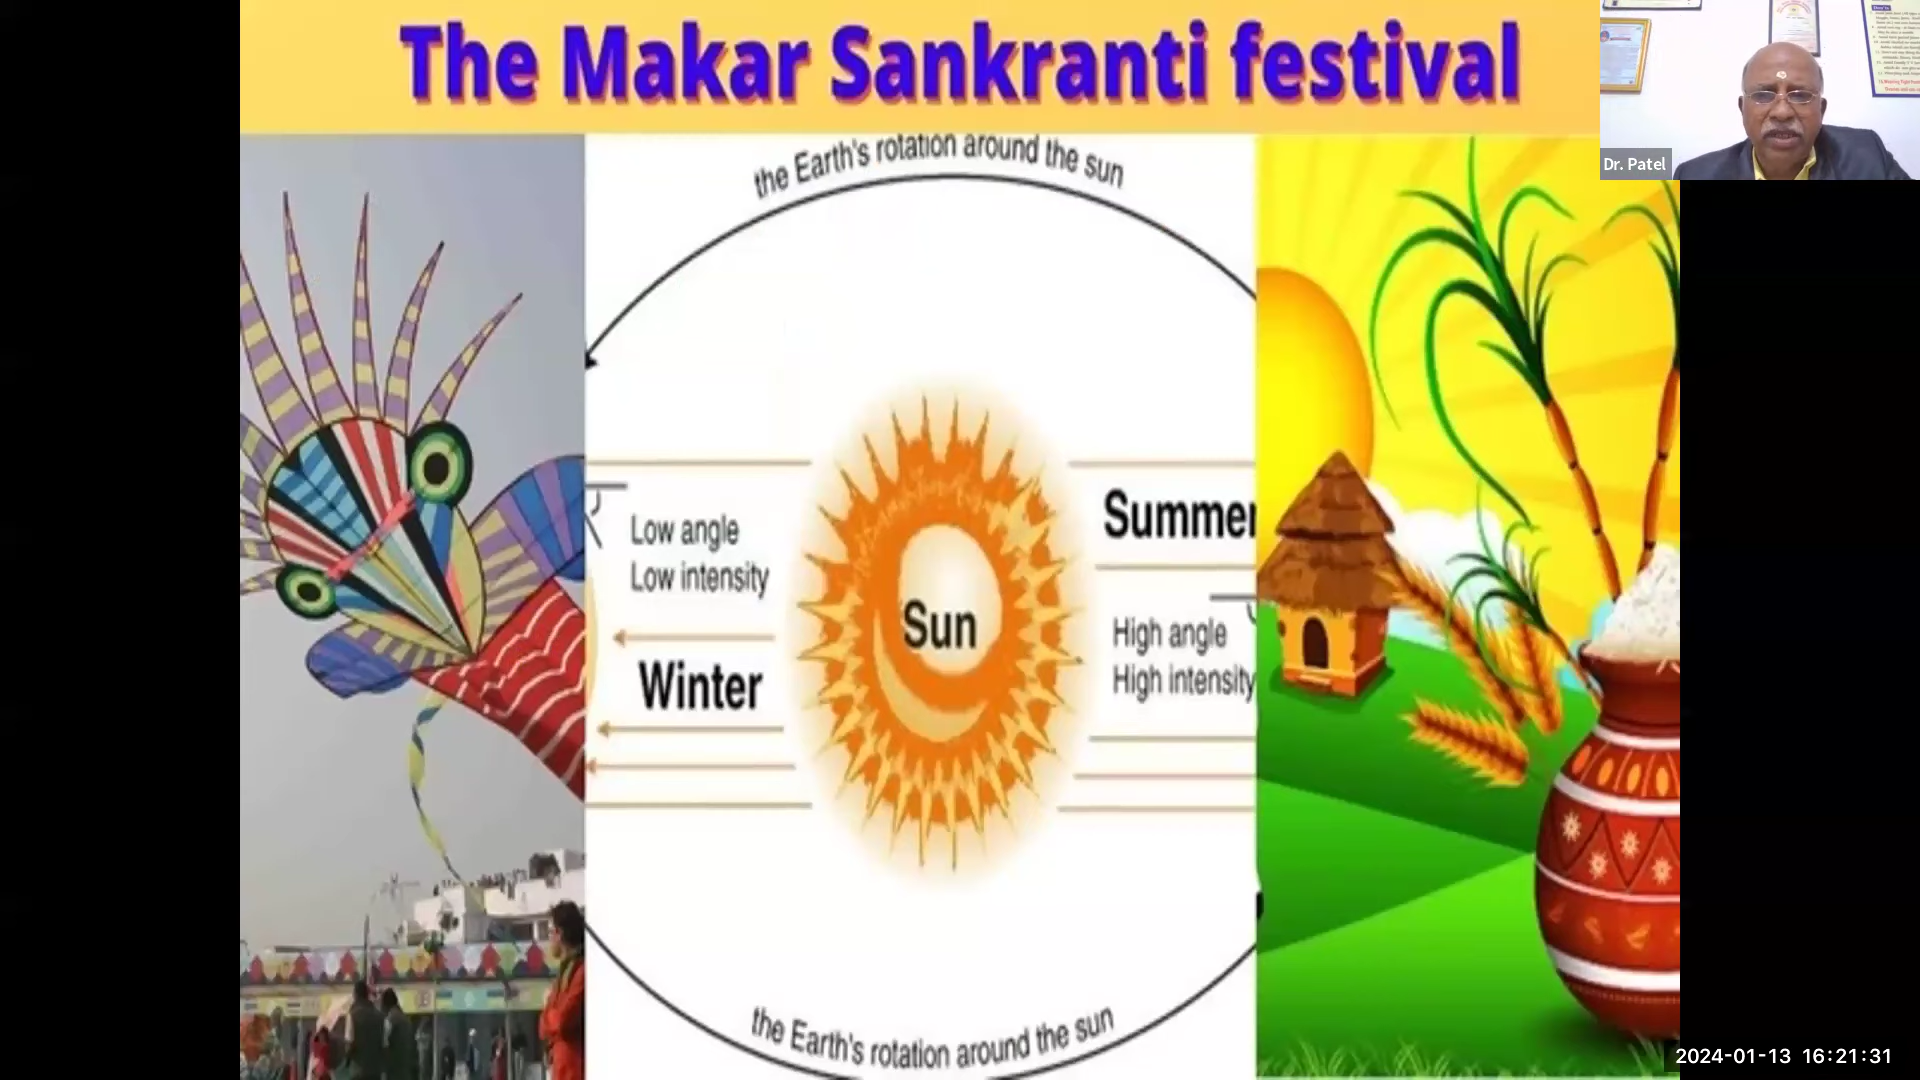 The Makar Sankranti festival
Dr. Patel
the Earth's rotation around the sun
Low angle
Low intensity
Winter
Sun
Summer
High angle
High intensity
the Earth's rotation around the sun
2024-01-13 16:21:31